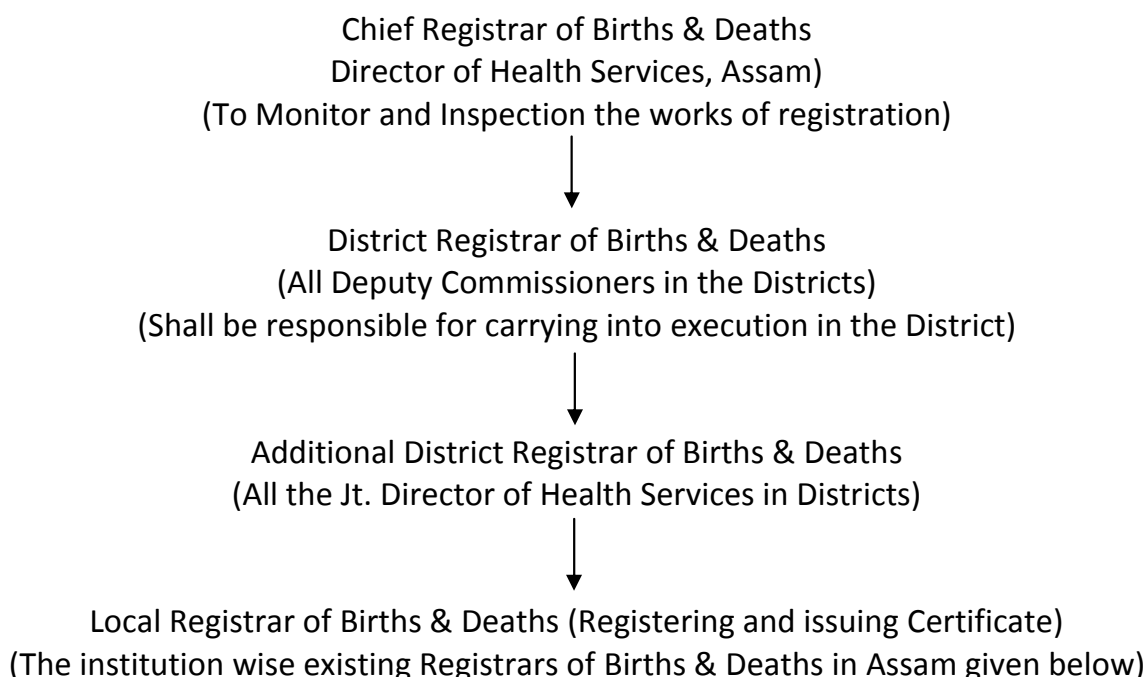 Chief Registrar of Births & Deaths
Director of Health Services, Assam)
(To Monitor and Inspection the works of registration)
District Registrar of Births & Deaths
(All Deputy Commissioners in the Districts)
(Shall be responsible for carrying into execution in the District)
Additional District Registrar of Births & Deaths
(All the Jt. Director of Health Services in Districts)
Local Registrar of Births & Deaths (Registering and issuing Certificate)
(The institution wise existing Registrars of Births & Deaths in Assam given below)